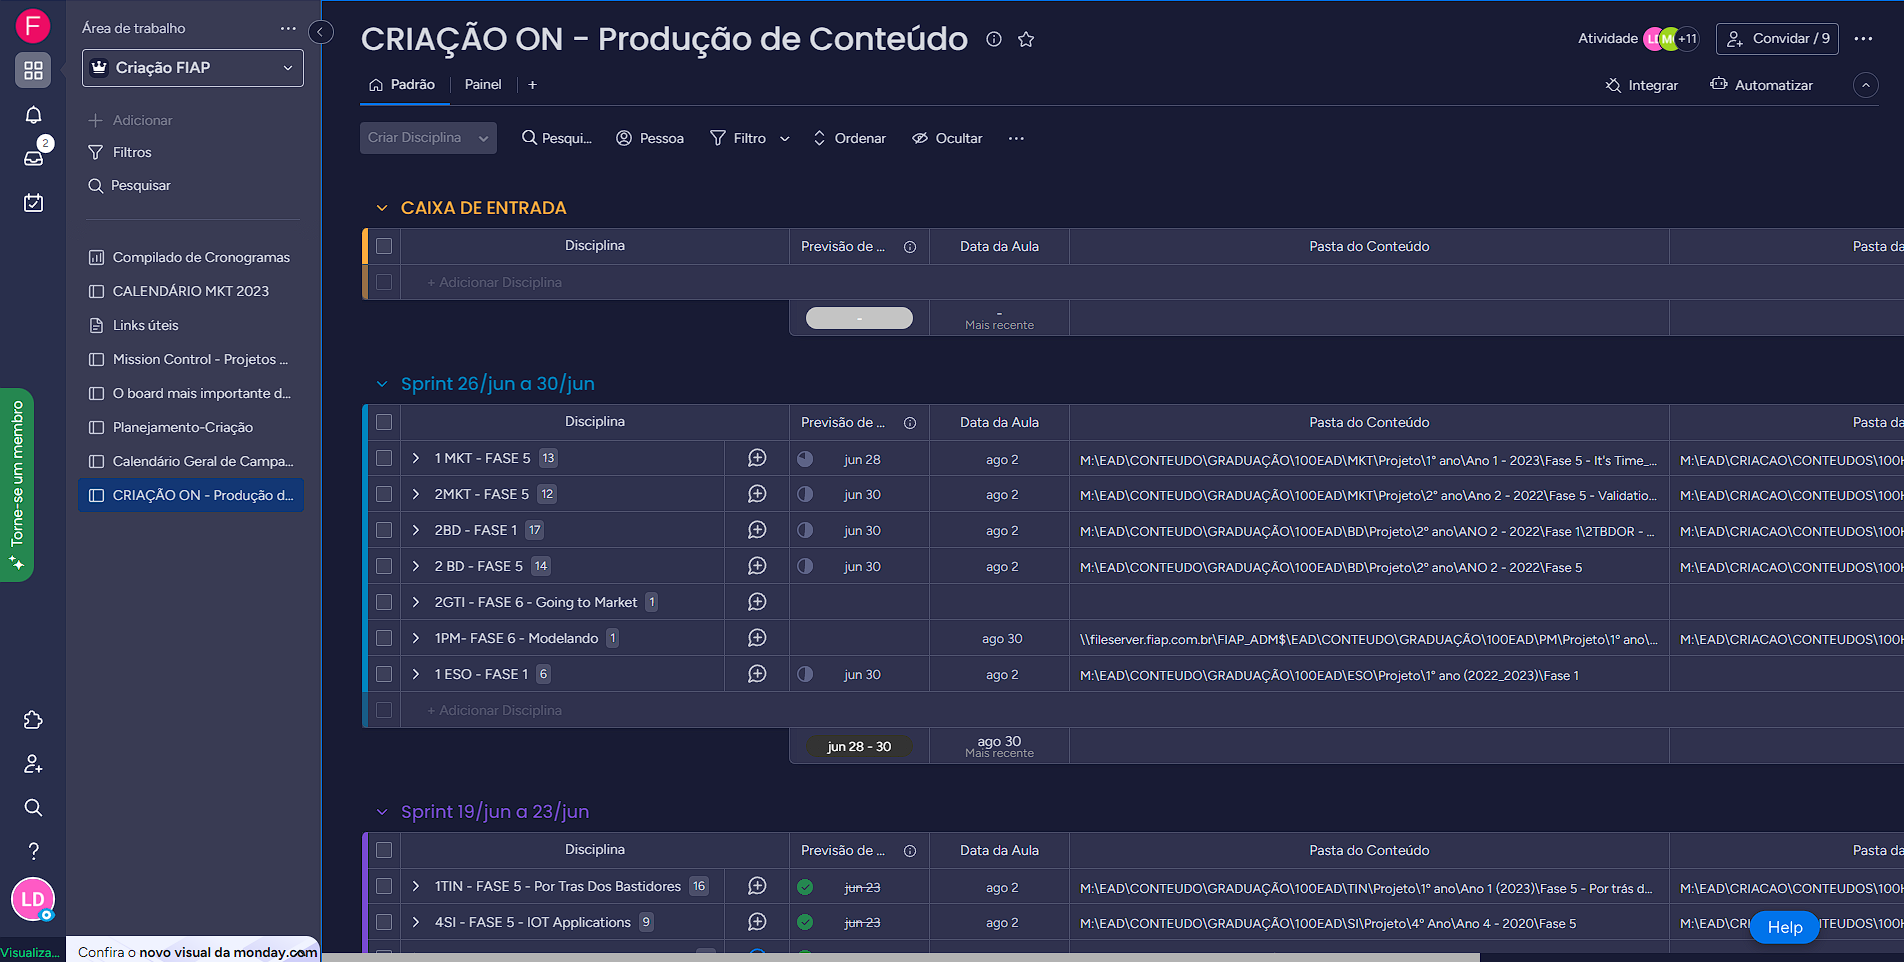 F
Área de trabalho
Criação FIAP
Adicionar
Filtros
Pesquisar
Compilado de Cronogramas
CALENDÁRIO MKT 2023
Links úteis
Mission Control - Projetos ...
O board mais importante d...
Planejamento-Criação
Calendário Geral de Campa...
CRIAÇÃO ON - Produção d...
2
Torne-se um membro
LD
Visualiza...
Confira o novo visual da monday.com
CRIAÇÃO ON - Produção de Conteúdo
Atividade +11 Convidar / 9
Padrão Painel +
Integrar Automatizar
Criar Disciplina Pesqui... Pessoa Filtro Ordenar Ocultar
CAIXA DE ENTRADA
Disciplina Previsão de ... Data da Aula Pasta do Conteúdo Pasta da
+ Adicionar Disciplina
- -
Mais recente
Sprint 26/jun a 30/jun
Disciplina Previsão de ... Data da Aula Pasta do Conteúdo Pasta da
1 MKT - FASE 5 13 jun 28 ago 2 M:\EAD\CONTEUDO\GRADUAÇÃO\100EAD\MKT\Projeto\1° ano\Ano 1 - 2023\Fase 5 - It's Time_... M:\EAD\CRIACAO\CONTEUDOS\100
2MKT - FASE 5 12 jun 30 ago 2 M:\EAD\CONTEUDO\GRADUAÇÃO\100EAD\MKT\Projeto\2° ano\Ano 2 - 2022\Fase 5 - Validatio... M:\EAD\CRIACAO\CONTEUDOS\100
2BD - FASE 1 17 jun 30 ago 2 M:\EAD\CONTEUDO\GRADUAÇÃO\100EAD\BD\Projeto\2º ano\ANO 2 - 2022\Fase 1\2TBDOR - ... M:\EAD\CRIACAO\CONTEUDOS\100
2 BD - FASE 5 14 jun 30 ago 2 M:\EAD\CONTEUDO\GRADUAÇÃO\100EAD\BD\Projeto\2º ano\ANO 2 - 2022\Fase 5 M:\EAD\CRIACAO\CONTEUDOS\100
2GTI - FASE 6 - Going to Market 1
1PM- FASE 6 - Modelando 1 ago 30 \\fileserver.fiap.com.br\FIAP_ADM$\EAD\CONTEUDO\GRADUAÇÃO\100EAD\PM\Projeto\1º ano\... M:\EAD\CRIACAO\CONTEUDOS\100
1 ESO - FASE 1 6 jun 30 ago 2 M:\EAD\CONTEUDO\GRADUAÇÃO\100EAD\ESO\Projeto\1° ano (2022_2023)\Fase 1
+ Adicionar Disciplina
jun 28 - 30 ago 30
Mais recente
Sprint 19/jun a 23/jun
Disciplina Previsão de ... Data da Aula Pasta do Conteúdo Pasta da
1TIN - FASE 5 - Por Tras Dos Bastidores 16 jun 23 ago 2 M:\EAD\CONTEUDO\GRADUAÇÃO\100EAD\TIN\Projeto\1º ano\Ano 1 (2023)\Fase 5 - Por trás d... M:\EAD\CRIACAO\CONTEUDOS\100
4SI - FASE 5 - IOT Applications 9 jun 23 ago 2 M:\EAD\CONTEUDO\GRADUAÇÃO\100EAD\SI\Projeto\4º Ano\Ano 4 - 2020\Fase 5 M:\EAD\CRIACAO\CONTEUDOS\100
Help